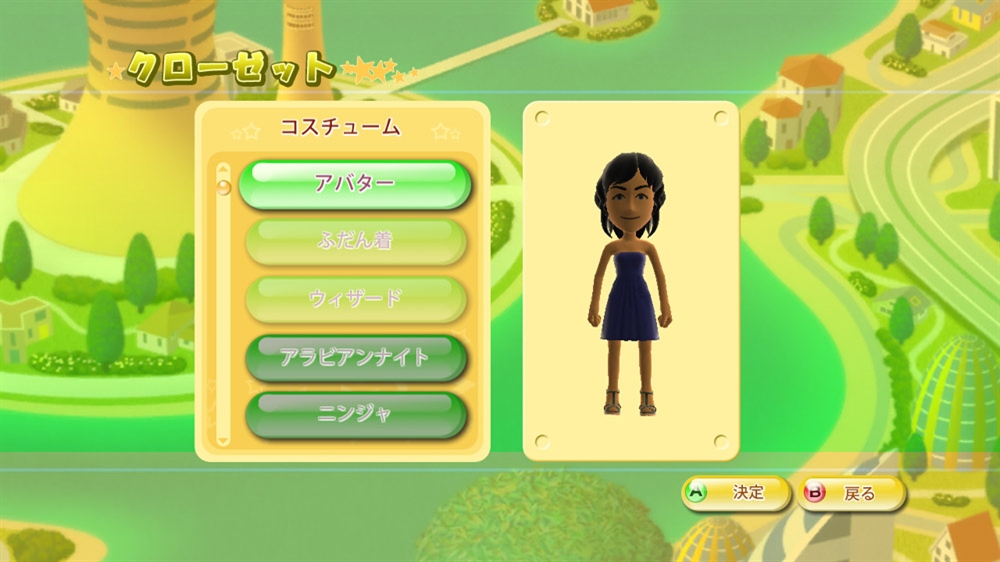 クローゼット
コスチューム
アバター
ふだん着
ウィザード
アラビアンナイト
ニンジャ
A 決定
B 戻る